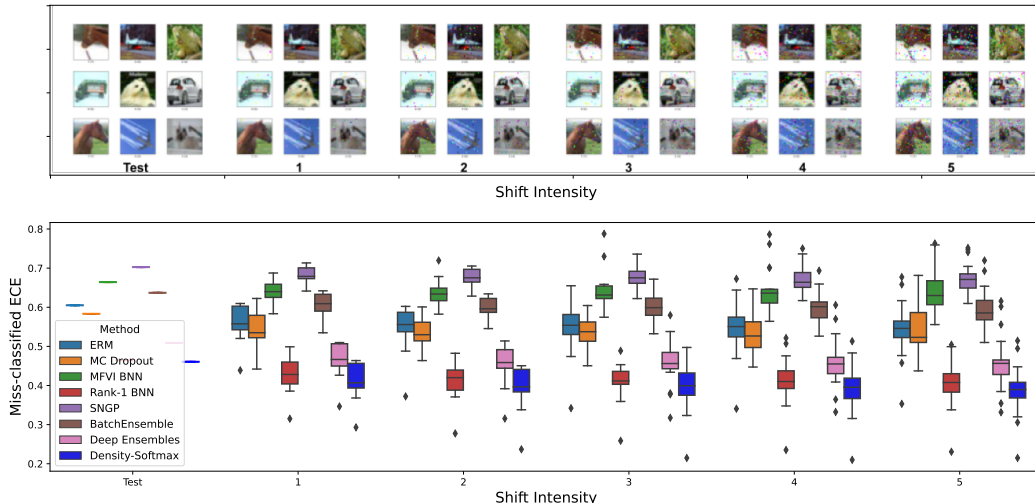 Test 1 2 3 4 5
Shift Intensity
Miss-classified ECE
0.8
0.7
0.6
0.5
0.4
0.3
0.2
Method
ERM
MC Dropout
MFVI BNN
Rank-1 BNN
SNGP
BatchEnsemble
Deep Ensembles
Density-Softmax
Test 1 2 3 4 5
Shift Intensity